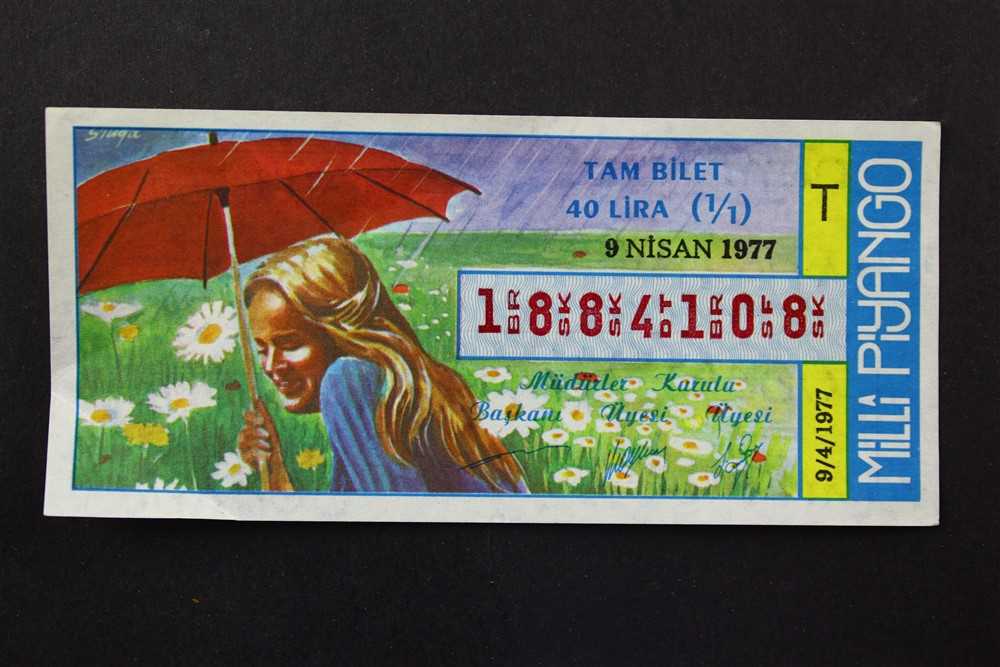 TAM BİLET
40 LİRA (1/1)
9 NİSAN 1977
1 BR 8 SK 8 SK 4 DT 1 BR 0 SF 8 SK
Müdürler Kurulu
Başkanı Üyesi Üyesi
T
9/4/1977
MİLLİ PİYANGO